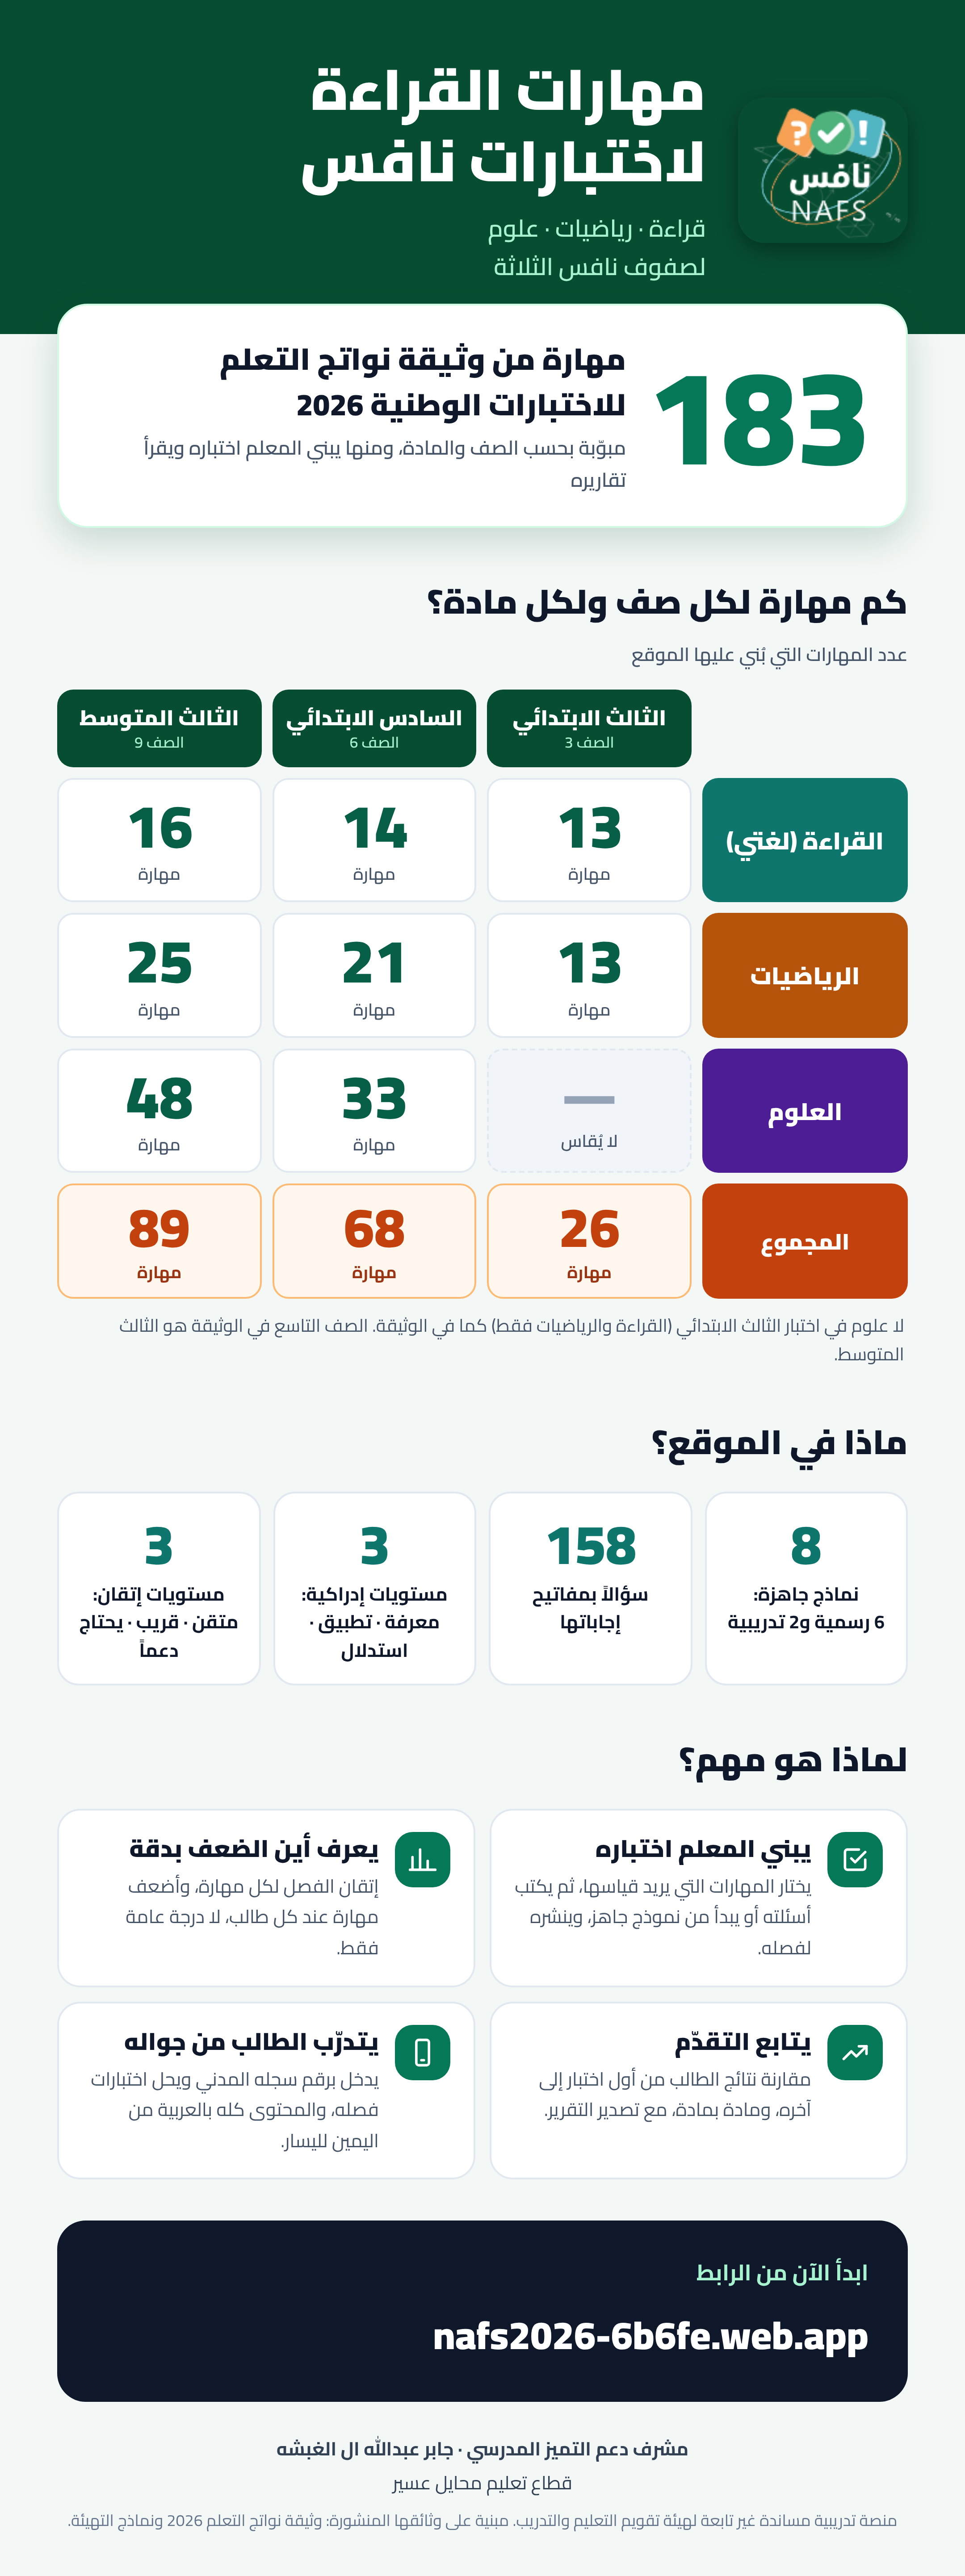 ? ✓ !
نافس
NAFS
مهارات القراءة
لاختبارات نافس
قراءة · رياضيات · علوم
لصفوف نافس الثلاثة
183
مهارة من وثيقة نواتج التعلم
للاختبارات الوطنية 2026
مبوّبة بحسب الصف والمادة، ومنها يبني المعلم اختباره ويقرأ
تقاريره
كم مهارة لكل صف ولكل مادة؟
عدد المهارات التي بُني عليها الموقع
الثالث الابتدائي
الصف 3
السادس الابتدائي
الصف 6
الثالث المتوسط
الصف 9
القراءة (لغتي)
13
مهارة
14
مهارة
16
مهارة
الرياضيات
13
مهارة
21
مهارة
25
مهارة
العلوم
—
لا يُقاس
33
مهارة
48
مهارة
المجموع
26
مهارة
68
مهارة
89
مهارة
لا علوم في اختبار الثالث الابتدائي (القراءة والرياضيات فقط) كما في الوثيقة. الصف التاسع في الوثيقة هو الثالث
المتوسط.
ماذا في الموقع؟
8
نماذج جاهزة:
6 رسمية و2 تدريبية
158
سؤالاً بمفاتيح
إجاباتها
3
مستويات إدراكية:
معرفة · تطبيق ·
استدلال
3
مستويات إتقان:
متقن · قريب · يحتاج
دعماً
لماذا هو مهم؟
يبني المعلم اختباره
يختار المهارات التي يريد قياسها، ثم يكتب
أسئلته أو يبدأ من نموذج جاهز، وينشره
لفصله.
يعرف أين الضعف بدقة
إتقان الفصل لكل مهارة، وأضعف
مهارة عند كل طالب، لا درجة عامة
فقط.
يتابع التقدّم
مقارنة نتائج الطالب من أول اختبار إلى
آخره، ومادة بمادة، مع تصدير التقرير.
يتدرّب الطالب من جواله
يدخل برقم سجله المدني ويحل اختبارات
فصله، والمحتوى كله بالعربية من
اليمين لليسار.
ابدأ الآن من الرابط
nafs2026-6b6fe.web.app
مشرف دعم التميز المدرسي · جابر عبدالله ال الغبشه
قطاع تعليم محايل عسير
منصة تدريبية مساندة غير تابعة لهيئة تقويم التعليم والتدريب. مبنية على وثائقها المنشورة: وثيقة نواتج التعلم 2026 ونماذج التهيئة.